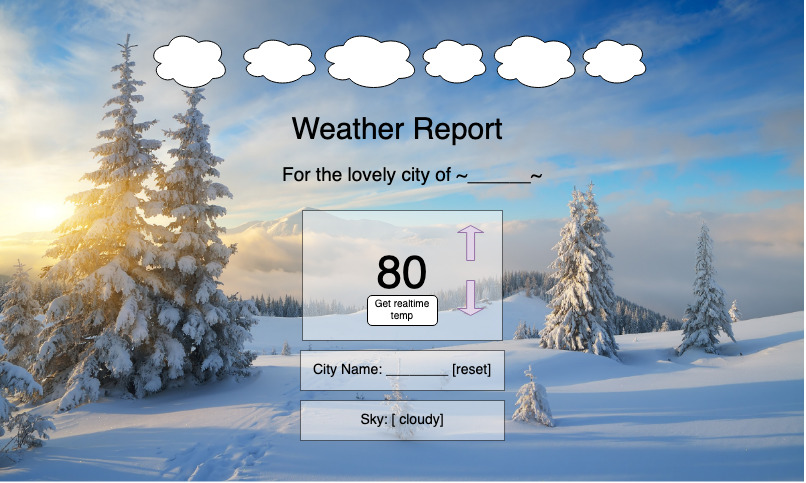 Weather Report
For the lovely city of ~______~
80
Get realtime
temp
City Name: ________ [reset]
Sky: [ cloudy]